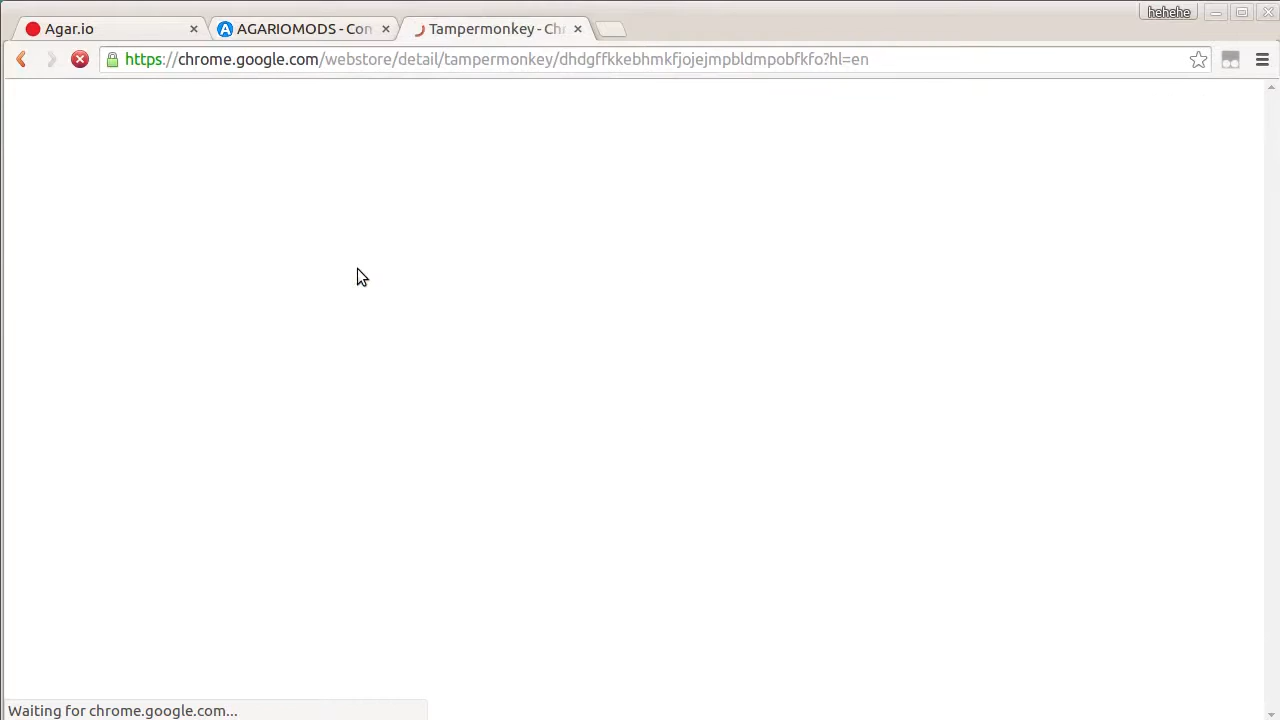 hehehe
Agar.io
AGARIOMODS - Con
Tampermonkey - Chr
https://chrome.google.com/webstore/detail/tampermonkey/dhdgffkkebhmkfjojejmpbldmpobfkfo?hl=en
Waiting for chrome.google.com...